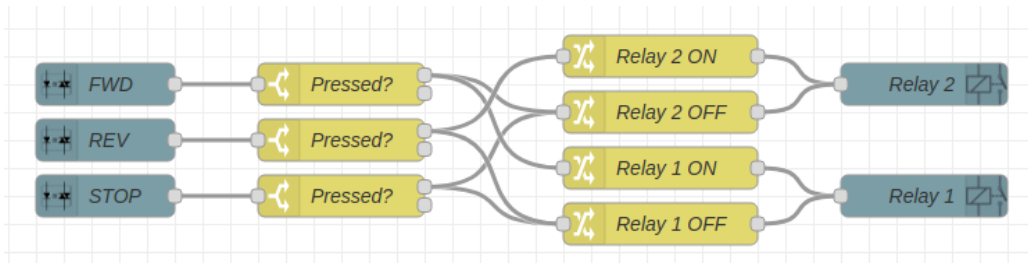 FWD
REV
STOP
Pressed?
Pressed?
Pressed?
Relay 2 ON
Relay 2 OFF
Relay 1 ON
Relay 1 OFF
Relay 2
Relay 1